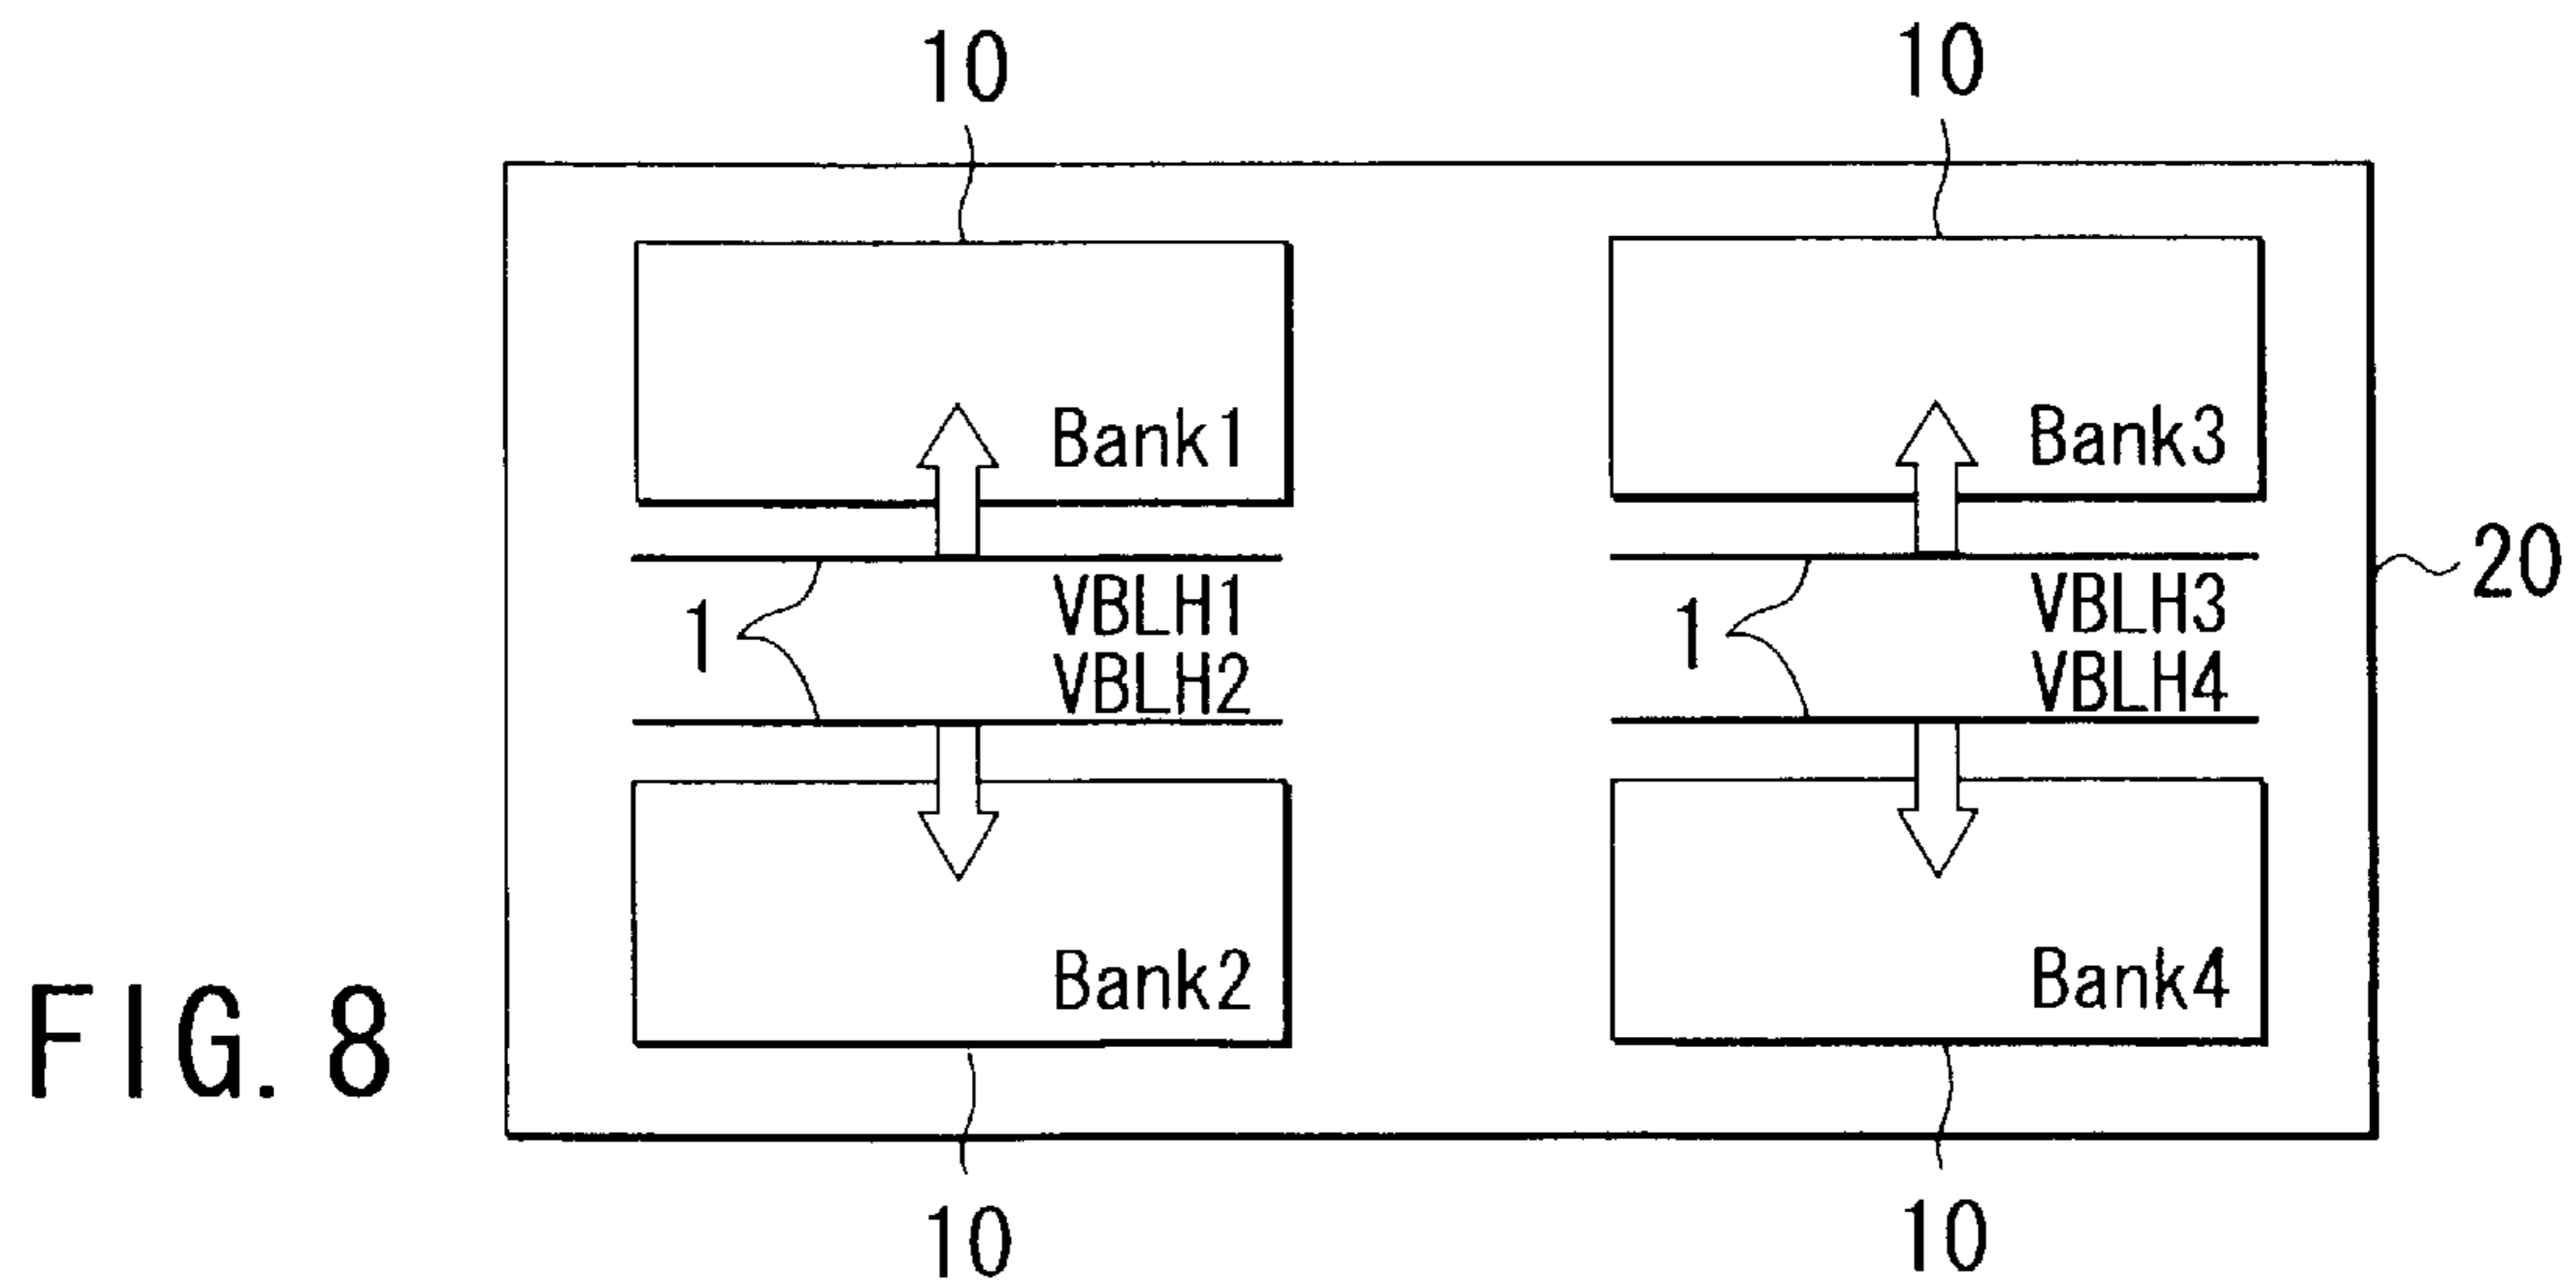 10 10
Bank1 Bank3
1 VBLH1 1 VBLH3 20
VBLH2 VBLH4
Bank2 Bank4
FIG. 8
10 10